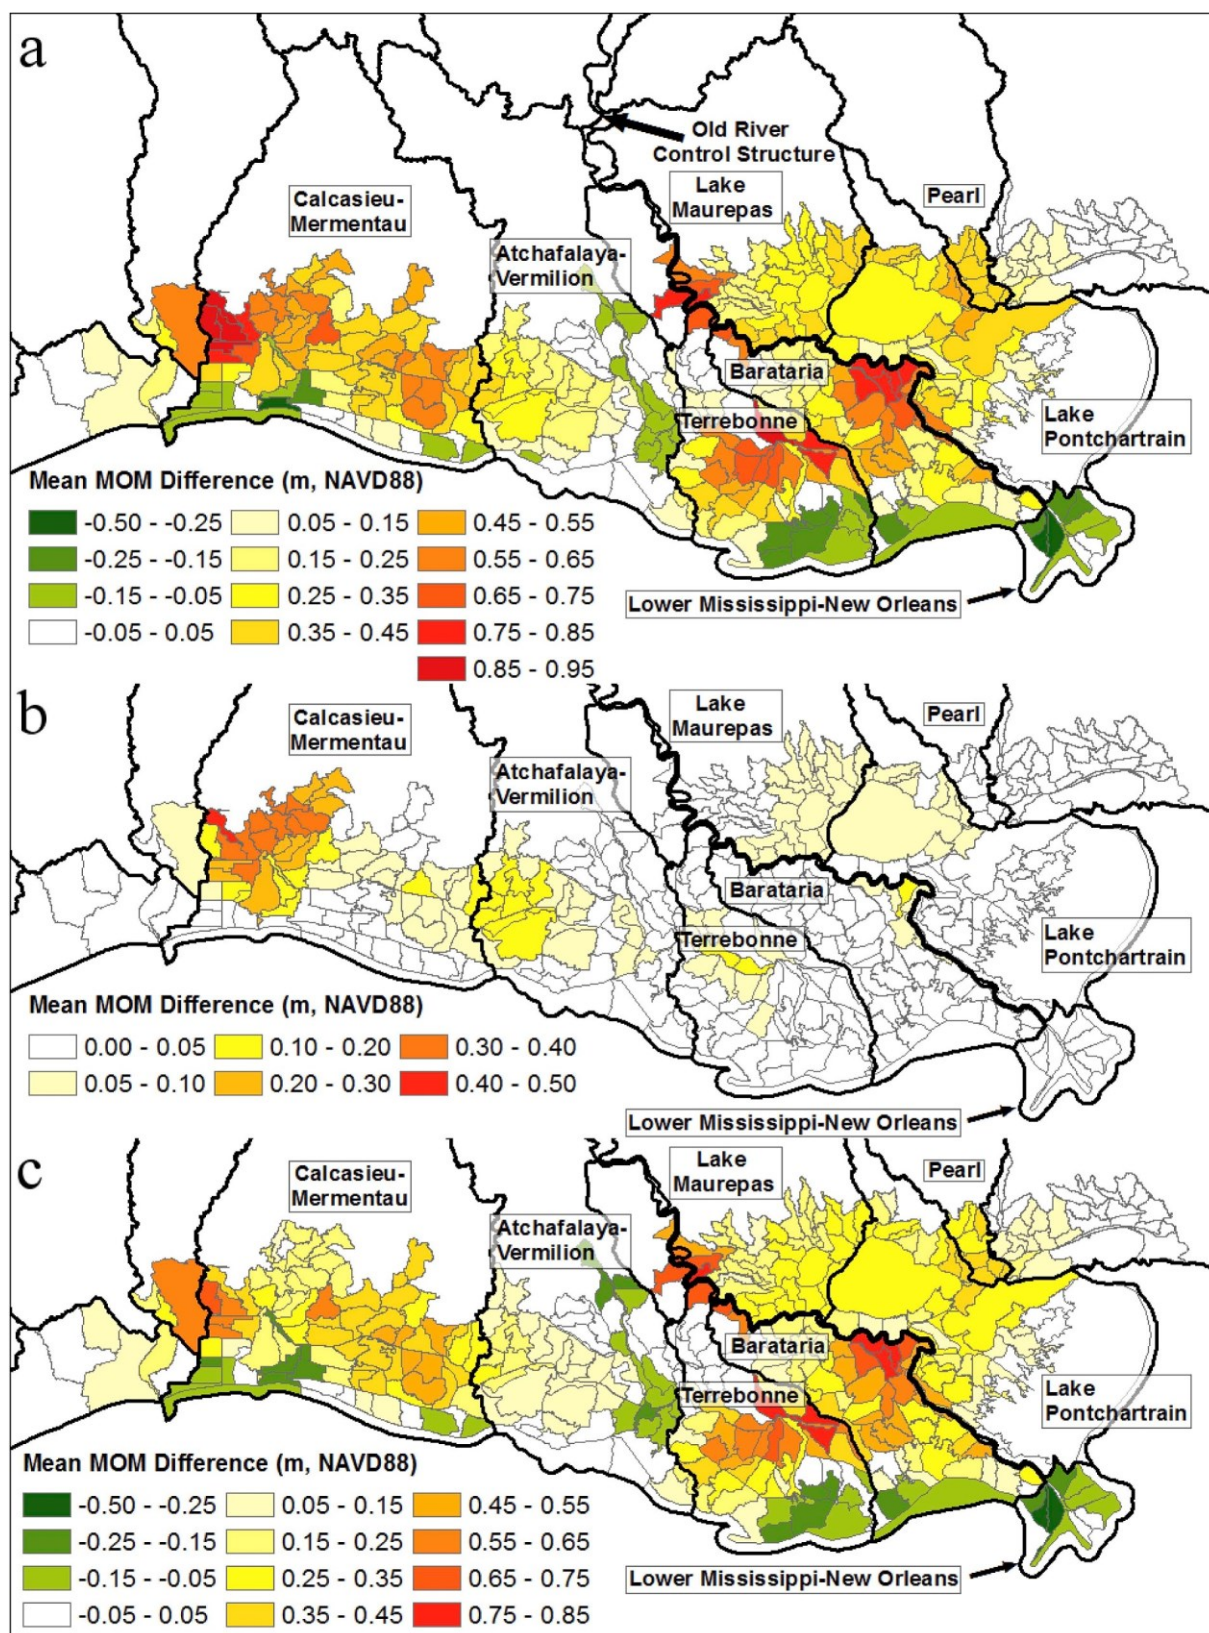 a
Old River
Control Structure
Lake
Maurepas
Pearl
Calcasieu-
Mermentau
Atchafalaya-
Vermilion
Barataria
Terrebonne
Lake
Pontchartrain
Mean MOM Difference (m, NAVD88)
-0.50 - -0.25 0.05 - 0.15 0.45 - 0.55
-0.25 - -0.15 0.15 - 0.25 0.55 - 0.65
-0.15 - -0.05 0.25 - 0.35 0.65 - 0.75
-0.05 - 0.05 0.35 - 0.45 0.75 - 0.85
0.85 - 0.95
Lower Mississippi-New Orleans
b
Lake
Maurepas
Pearl
Calcasieu-
Mermentau
Atchafalaya-
Vermilion
Barataria
Terrebonne
Lake
Pontchartrain
Mean MOM Difference (m, NAVD88)
0.00 - 0.05 0.10 - 0.20 0.30 - 0.40
0.05 - 0.10 0.20 - 0.30 0.40 - 0.50
Lower Mississippi-New Orleans
c
Lake
Maurepas
Pearl
Calcasieu-
Mermentau
Atchafalaya-
Vermilion
Barataria
Terrebonne
Lake
Pontchartrain
Mean MOM Difference (m, NAVD88)
-0.50 - -0.25 0.05 - 0.15 0.45 - 0.55
-0.25 - -0.15 0.15 - 0.25 0.55 - 0.65
-0.15 - -0.05 0.25 - 0.35 0.65 - 0.75
-0.05 - 0.05 0.35 - 0.45 0.75 - 0.85
Lower Mississippi-New Orleans